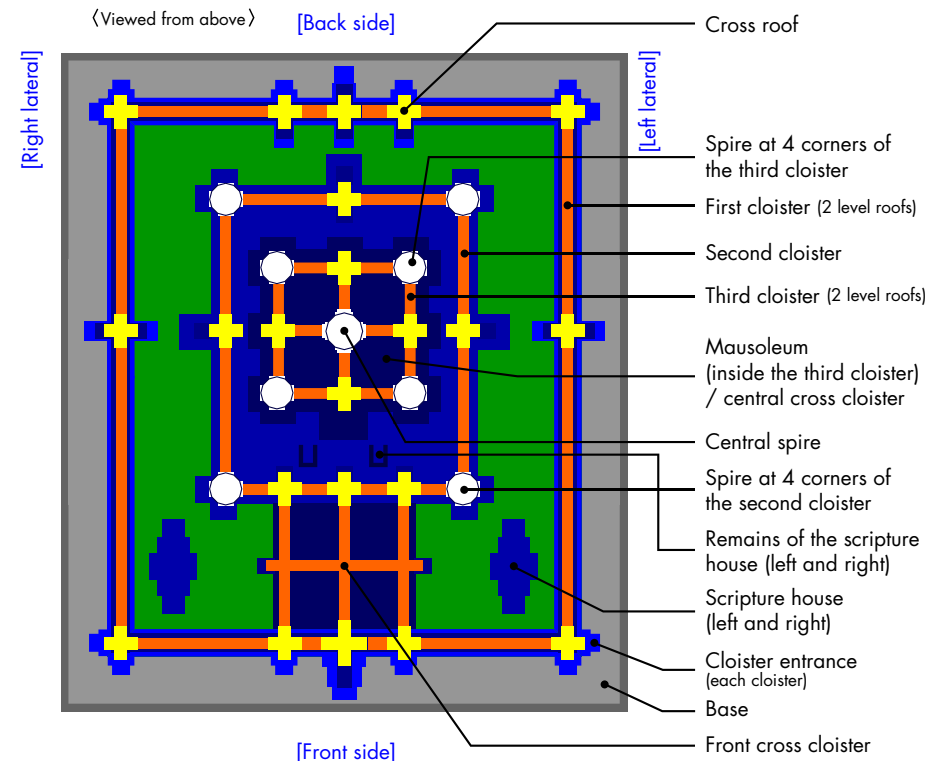 〈Viewed from above〉
[Back side]
[Right lateral]
[Left lateral]
Cross roof
Spire at 4 corners of
the third cloister
First cloister (2 level roofs)
Second cloister
Third cloister (2 level roofs)
Mausoleum
(inside the third cloister)
/ central cross cloister
Central spire
Spire at 4 corners of
the second cloister
Remains of the scripture
house (left and right)
Scripture house
(left and right)
Cloister entrance
(each cloister)
Base
Front cross cloister
[Front side]